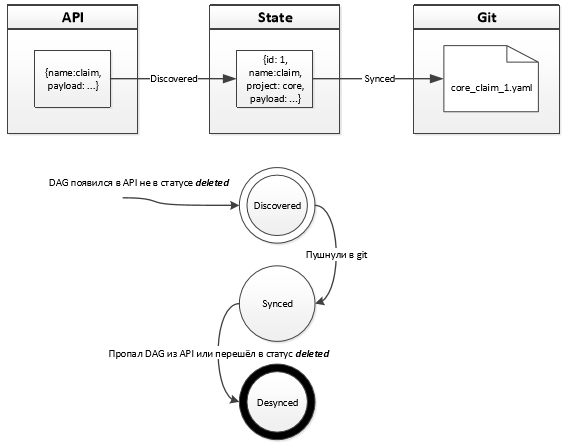 API
State
Git
{name:claim,
payload: ...}
Discovered
{id: 1,
name:claim,
project: core,
payload: ...}
Synced
core_claim_1.yaml
DAG появился в API не в статусе deleted
Discovered
Пушнули в git
Synced
Пропал DAG из API или перешёл в статус deleted
Desynced